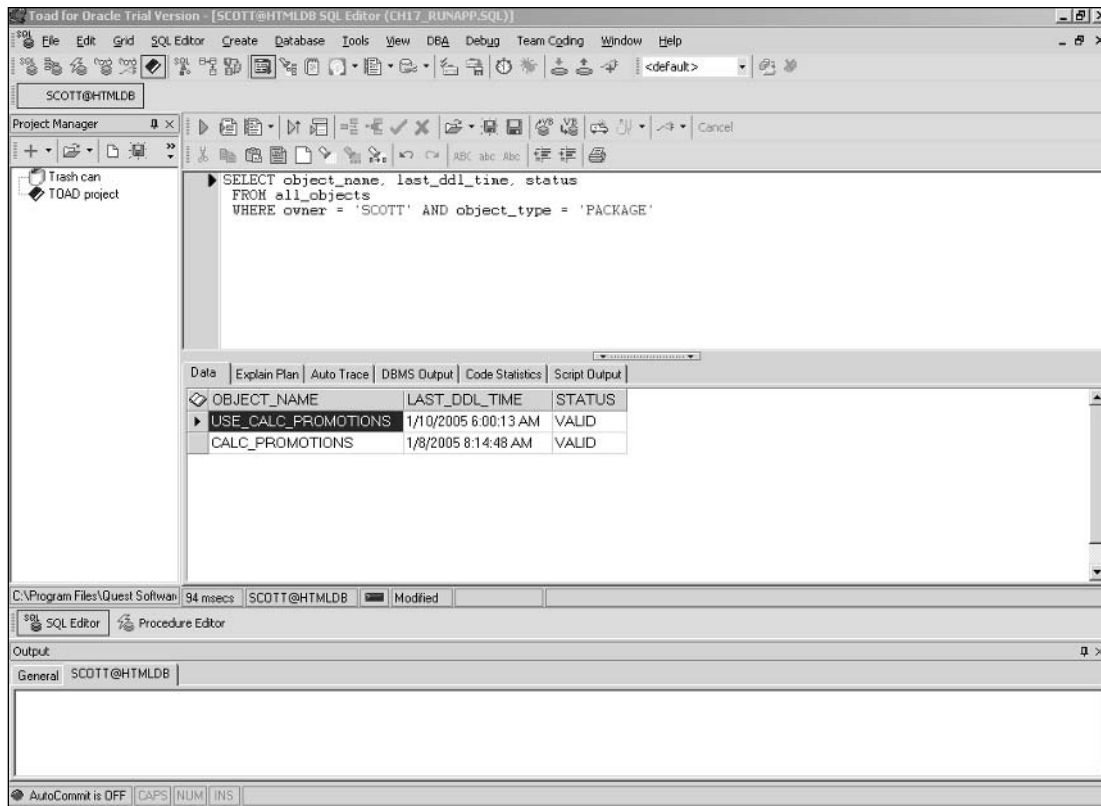 Toad for Oracle Trial Version - [SCOTT@HTMLDB SQL Editor (CH17_RUNAPP.SQL)]
SQL File Edit Grid SQL Editor Create Database Tools View DBA Debug Team Coding Window Help
<default>
SCOTT@HTMLDB
Project Manager
Cancel
ABC abc Abc
Trash can
TOAD project
SELECT object_name, last_ddl_time, status
FROM all_objects
WHERE owner = 'SCOTT' AND object_type = 'PACKAGE'
Data Explain Plan Auto Trace DBMS Output Code Statistics Script Output
OBJECT_NAME LAST_DDL_TIME STATUS
USE_CALC_PROMOTIONS 1/10/2005 6:00:13 AM VALID
CALC_PROMOTIONS 1/8/2005 8:14:48 AM VALID
C:\Program Files\Quest Softwar 94 msecs SCOTT@HTMLDB Modified
SQL SQL Editor Procedure Editor
Output
General SCOTT@HTMLDB
AutoCommit is OFF CAPS NUM INS